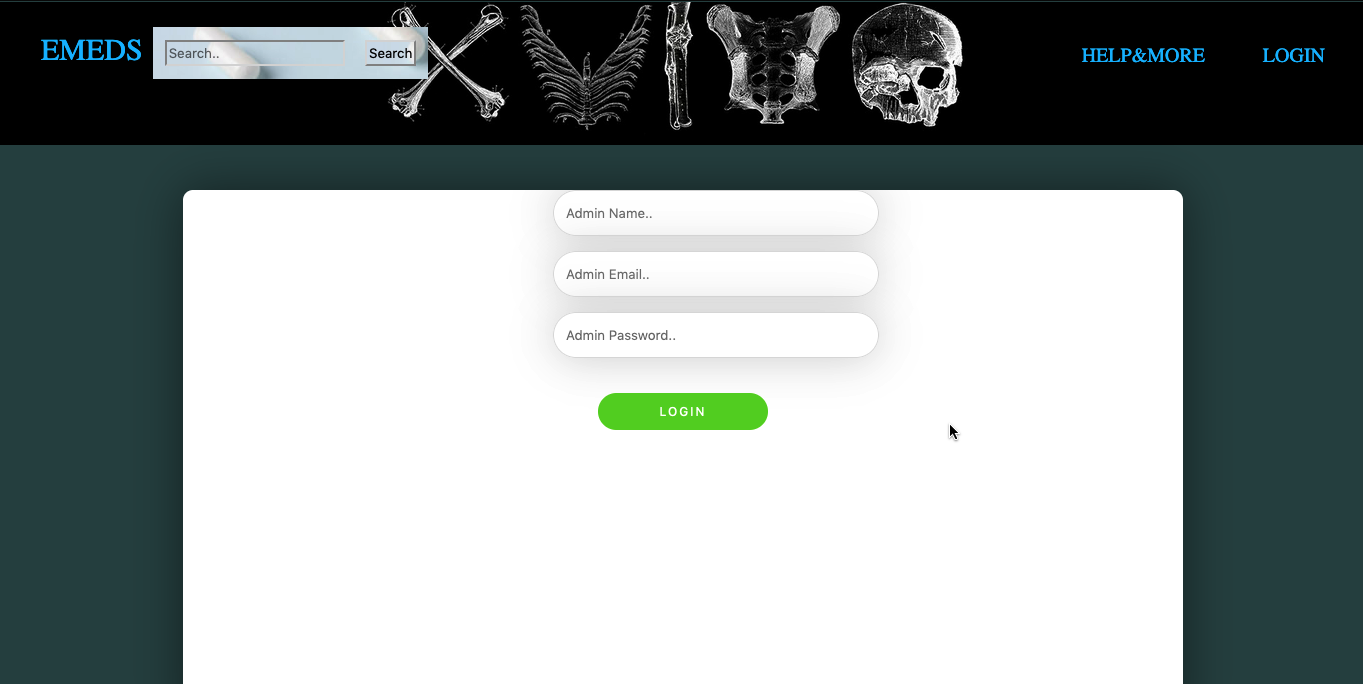 EMEDS
Search..
Search
HELP&MORE
LOGIN
Admin Name..
Admin Email..
Admin Password..
LOGIN